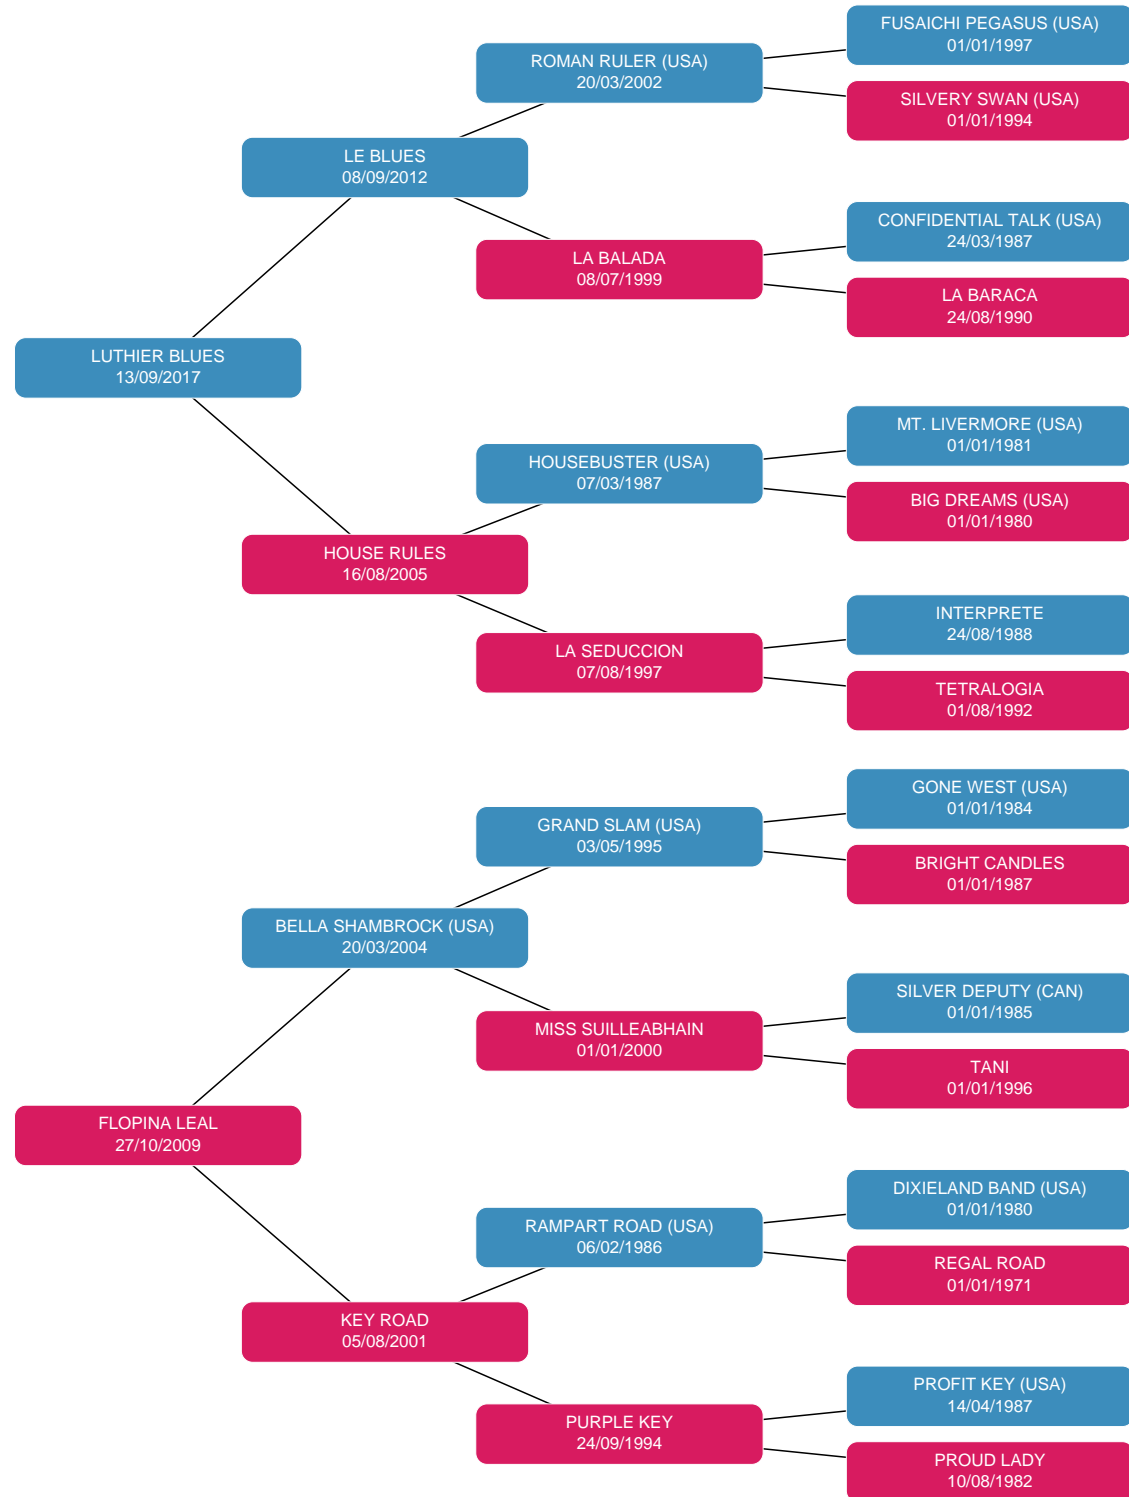 FUSAICHI PEGASUS (USA)
01/01/1997
ROMAN RULER (USA)
20/03/2002
SILVERY SWAN (USA)
01/01/1994
LE BLUES
08/09/2012
CONFIDENTIAL TALK (USA)
24/03/1987
LA BALADA
08/07/1999
LA BARACA
24/08/1990
LUTHIER BLUES
13/09/2017
MT. LIVERMORE (USA)
01/01/1981
HOUSEBUSTER (USA)
07/03/1987
BIG DREAMS (USA)
01/01/1980
HOUSE RULES
16/08/2005
INTERPRETE
24/08/1988
LA SEDUCCION
07/08/1997
TETRALOGIA
01/08/1992
GONE WEST (USA)
01/01/1984
GRAND SLAM (USA)
03/05/1995
BRIGHT CANDLES
01/01/1987
BELLA SHAMBROCK (USA)
20/03/2004
SILVER DEPUTY (CAN)
01/01/1985
MISS SUILLEABHAIN
01/01/2000
TANI
01/01/1996
FLOPINA LEAL
27/10/2009
DIXIELAND BAND (USA)
01/01/1980
RAMPART ROAD (USA)
06/02/1986
REGAL ROAD
01/01/1971
KEY ROAD
05/08/2001
PROFIT KEY (USA)
14/04/1987
PURPLE KEY
24/09/1994
PROUD LADY
10/08/1982